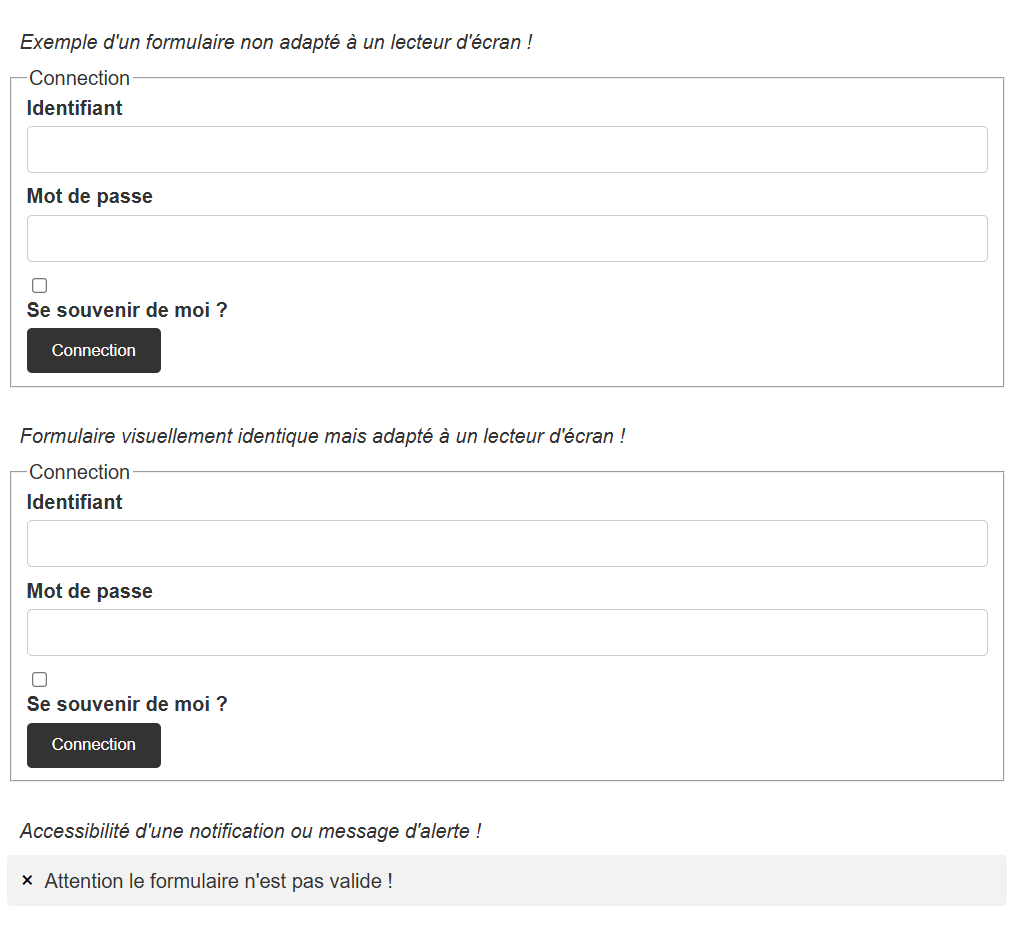 Exemple d'un formulaire non adapté à un lecteur d'écran !
Connection
Identifiant
Mot de passe
Se souvenir de moi ?
Connection
Formulaire visuellement identique mais adapté à un lecteur d'écran !
Connection
Identifiant
Mot de passe
Se souvenir de moi ?
Connection
Accessibilité d'une notification ou message d'alerte !
× Attention le formulaire n'est pas valide !